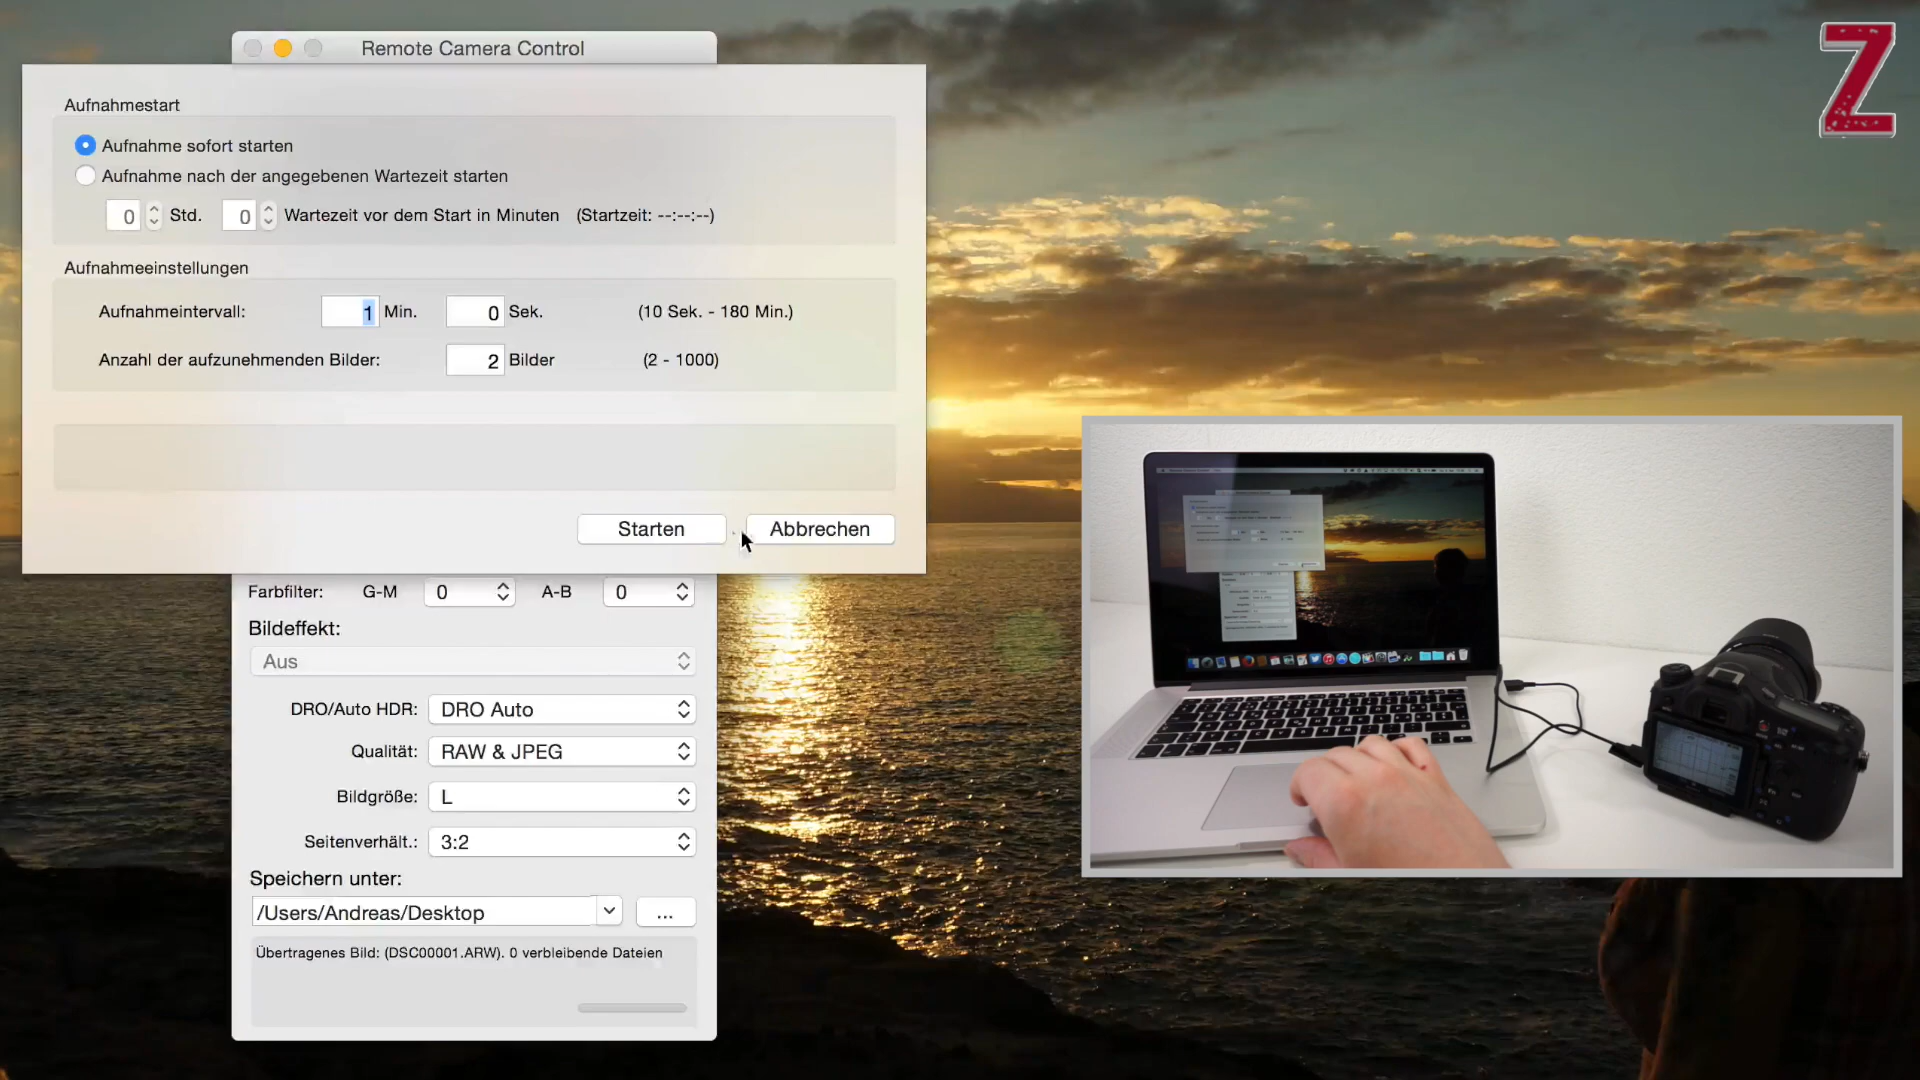 Remote Camera Control
Z
Aufnahmestart
Aufnahme sofort starten
Aufnahme nach der angegebenen Wartezeit starten
0 Std. 0 Wartezeit vor dem Start in Minuten (Startzeit: --:--:--)
Aufnahmeeinstellungen
Aufnahmeintervall: 1 Min. 0 Sek. (10 Sek. - 180 Min.)
Anzahl der aufzunehmenden Bilder: 2 Bilder (2 - 1000)
Starten Abbrechen
Farbfilter: G-M 0 A-B 0
Bildeffekt:
Aus
DRO/Auto HDR: DRO Auto
Qualität: RAW & JPEG
Bildgröße: L
Seitenverhält.: 3:2
Speichern unter:
/Users/Andreas/Desktop ...
Übertragenes Bild: (DSC00001.ARW). 0 verbleibende Dateien